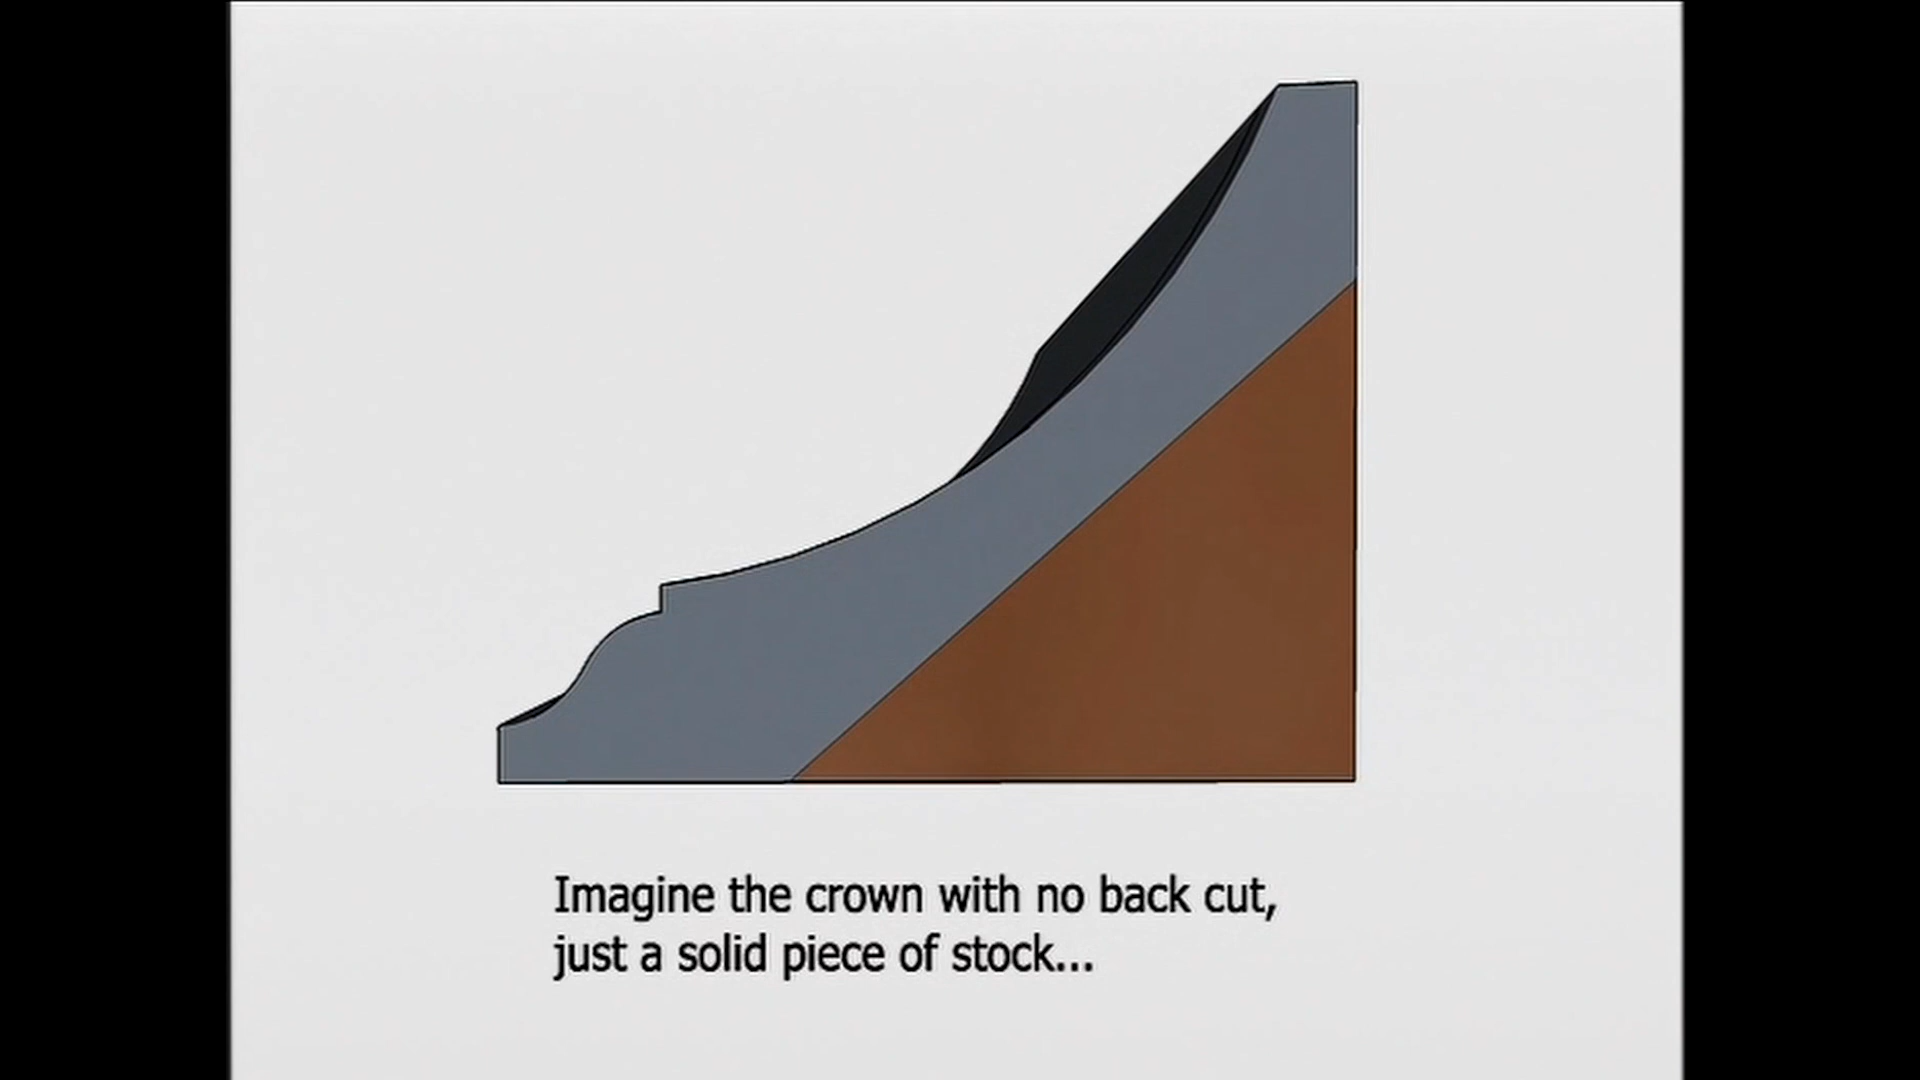 Imagine the crown with no back cut,
just a solid piece of stock...